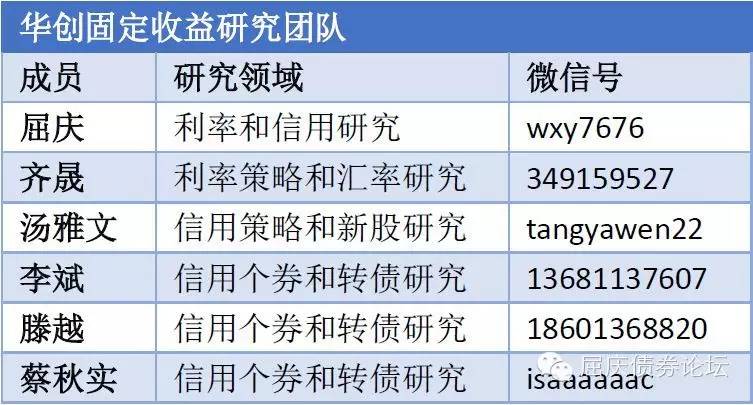 华创固定收益研究团队
成员 研究领域 微信号
屈庆 利率和信用研究 wxy7676
齐晟 利率策略和汇率研究 349159527
汤雅文 信用策略和新股研究 tangyawen22
李斌 信用个券和转债研究 13681137607
滕越 信用个券和转债研究 18601368820
蔡秋实 信用个券和转债研究 isaaaaaac
屈庆债券论坛